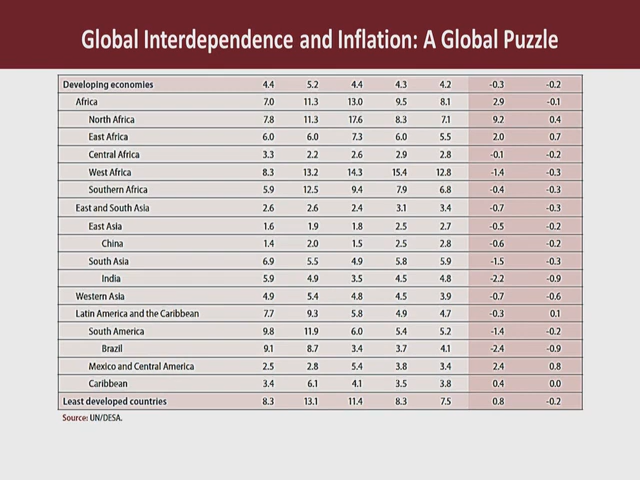 Global Interdependence and Inflation: A Global Puzzle
Developing economies 4.4 5.2 4.4 4.3 4.2 -0.3 -0.2
Africa 7.0 11.3 13.0 9.5 8.1 2.9 -0.1
North Africa 7.8 11.3 17.6 8.3 7.1 9.2 0.4
East Africa 6.0 6.0 7.3 6.0 5.5 2.0 0.7
Central Africa 3.3 2.2 2.6 2.9 2.8 -0.1 -0.2
West Africa 8.3 13.2 14.3 15.4 12.8 -1.4 -0.3
Southern Africa 5.9 12.5 9.4 7.9 6.8 -0.4 -0.3
East and South Asia 2.6 2.6 2.4 3.1 3.4 -0.7 -0.3
East Asia 1.6 1.9 1.8 2.5 2.7 -0.5 -0.2
China 1.4 2.0 1.5 2.5 2.8 -0.6 -0.2
South Asia 6.9 5.5 4.9 5.8 5.9 -1.5 -0.3
India 5.9 4.9 3.5 4.5 4.8 -2.2 -0.9
Western Asia 4.9 5.4 4.8 4.5 3.9 -0.7 -0.6
Latin America and the Caribbean 7.7 9.3 5.8 4.9 4.7 -0.3 0.1
South America 9.8 11.9 6.0 5.4 5.2 -1.4 -0.2
Brazil 9.1 8.7 3.4 3.7 4.1 -2.4 -0.9
Mexico and Central America 2.5 2.8 5.4 3.8 3.4 2.4 0.8
Caribbean 3.4 6.1 4.1 3.5 3.8 0.4 0.0
Least developed countries 8.3 13.1 11.4 8.3 7.5 0.8 -0.2
Source: UN/DESA.